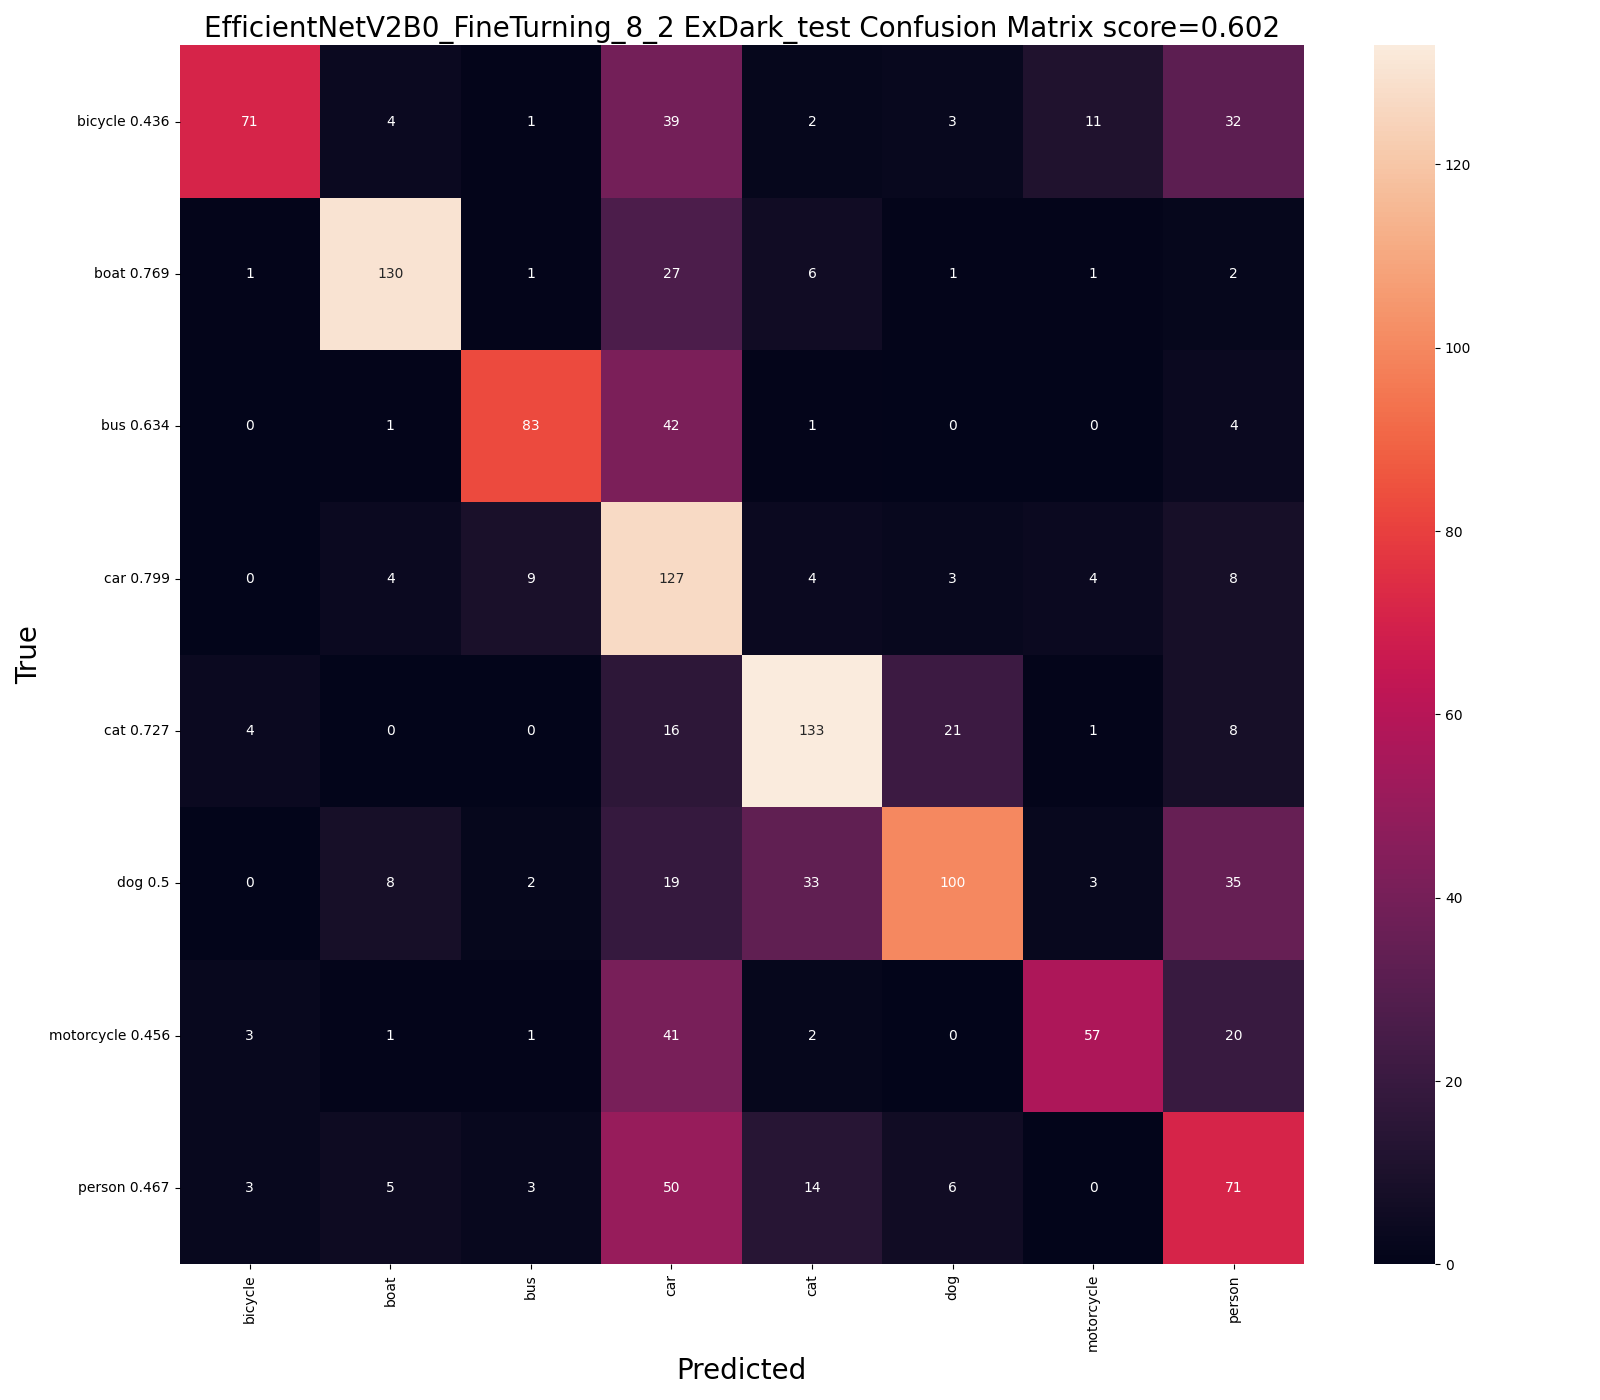 EfficientNetV2B0_FineTurning_8_2 ExDark_test Confusion Matrix score=0.602
bicycle 0.436 71 4 1 39 2 3 11 32
boat 0.769 1 130 1 27 6 1 1 2
bus 0.634 0 1 83 42 1 0 0 4
car 0.799 0 4 9 127 4 3 4 8
cat 0.727 4 0 0 16 133 21 1 8
dog 0.5 0 8 2 19 33 100 3 35
motorcycle 0.456 3 1 1 41 2 0 57 20
person 0.467 3 5 3 50 14 6 0 71
True
bicycle boat bus car cat dog motorcycle person
Predicted
120
100
80
60
40
20
0